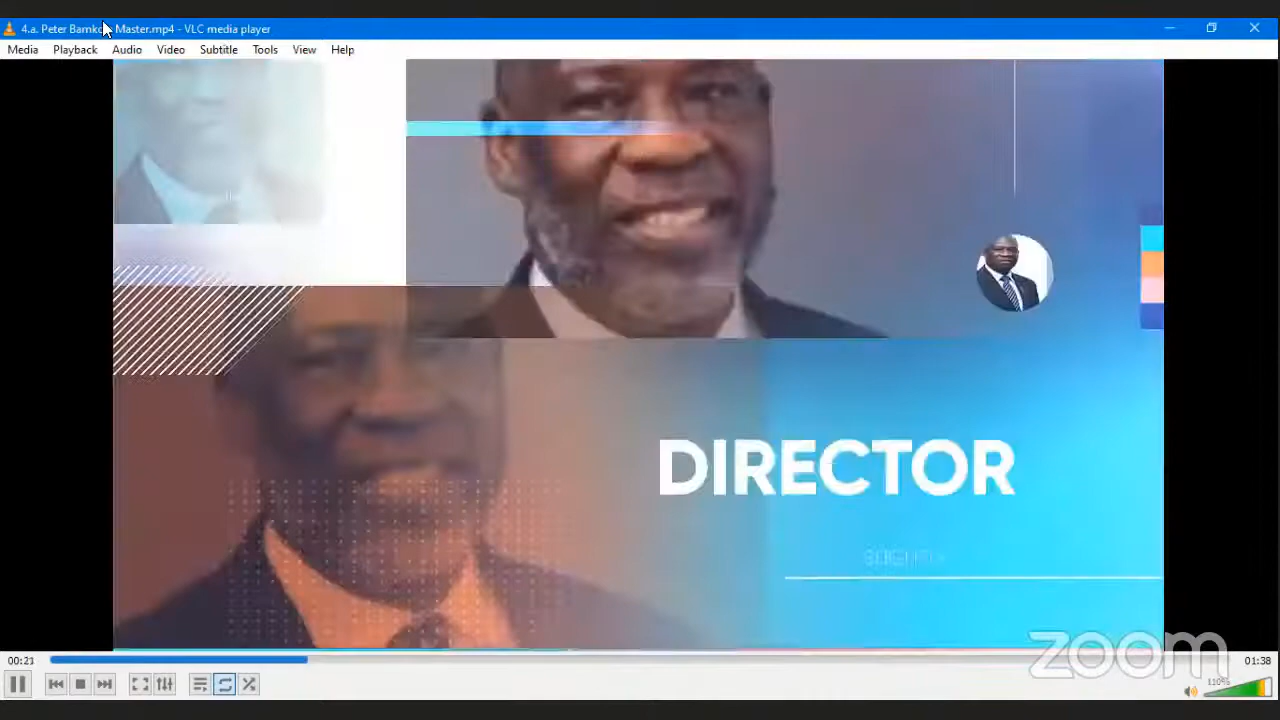 4.a. Peter Bamko Master.mp4 - VLC media player
Media Playback Audio Video Subtitle Tools View Help
DIRECTOR
00:21
01:38
110%
zoom